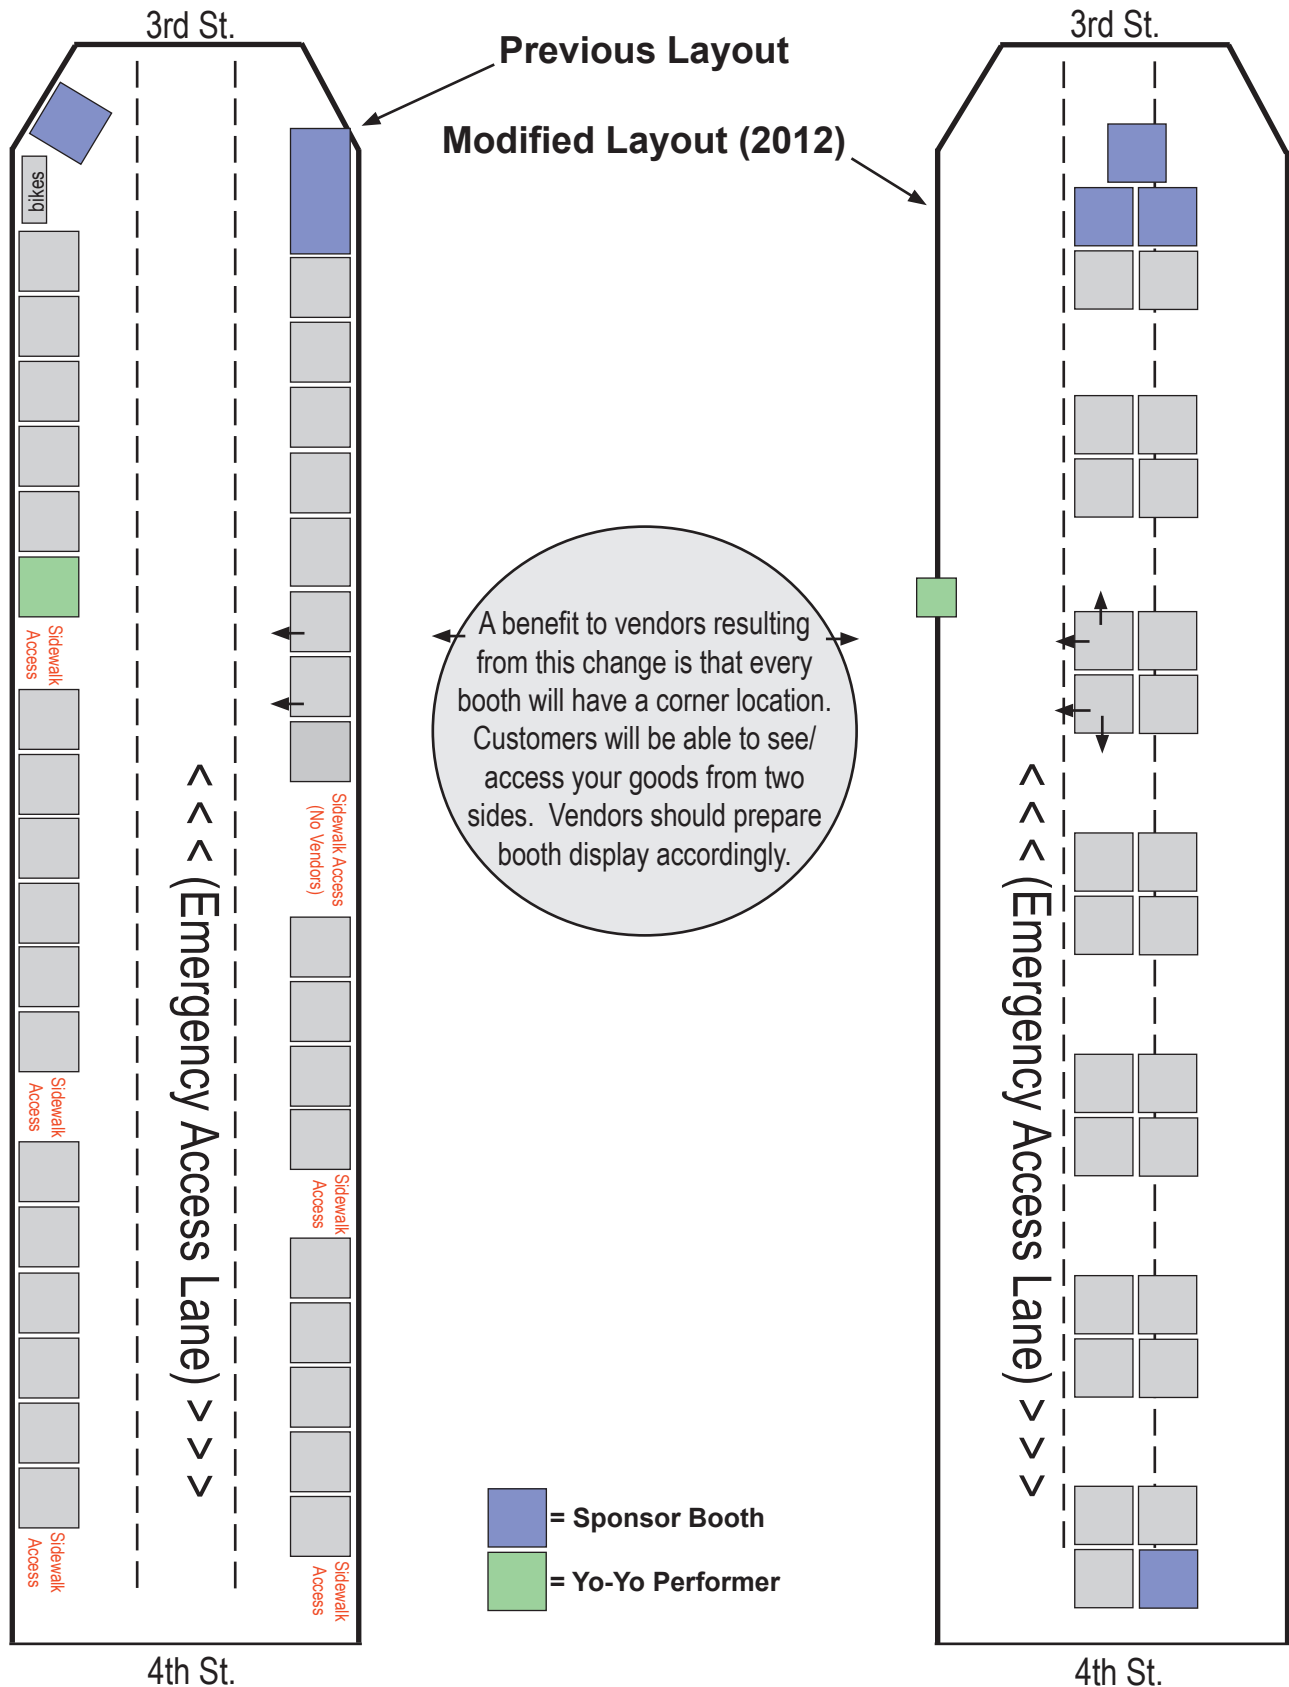 3rd St.
3rd St.
Previous Layout
Modified Layout (2012)
bikes
Sidewalk
Access
Sidewalk Access
(No Vendors)
Sidewalk
Access
Sidewalk
Access
Sidewalk
Access
Sidewalk
Access
< < < (Emergency Access Lane) > > >
A benefit to vendors resulting
from this change is that every
booth will have a corner location.
Customers will be able to see/
access your goods from two
sides. Vendors should prepare
booth display accordingly.
< < < (Emergency Access Lane) > > >
= Sponsor Booth
= Yo-Yo Performer
4th St.
4th St.